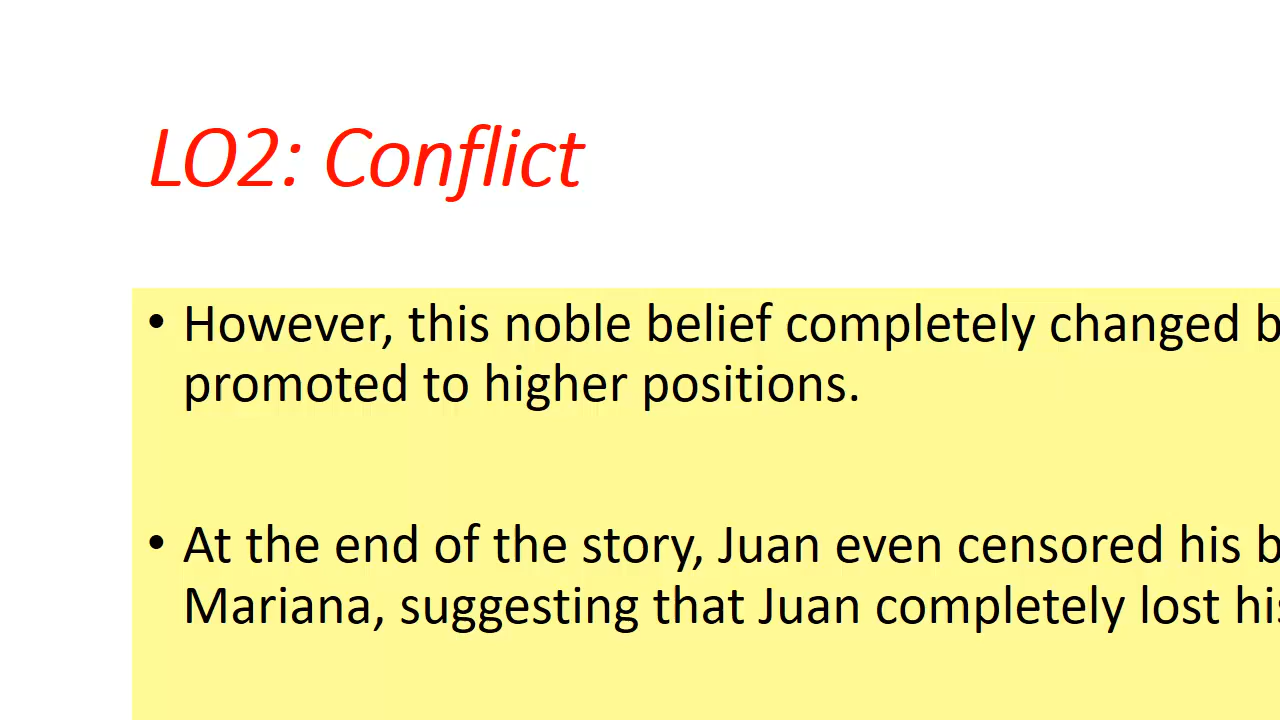 LO2: Conflict
• However, this noble belief completely changed
promoted to higher positions.
• At the end of the story, Juan even censored his
Mariana, suggesting that Juan completely lost